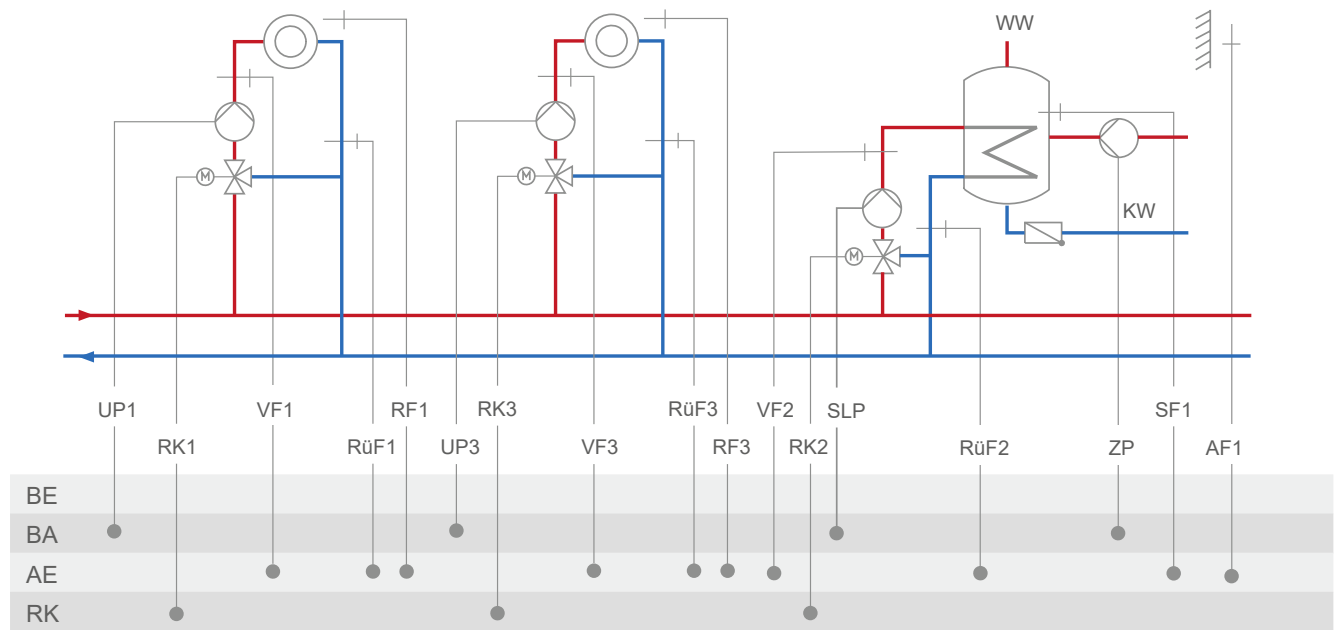 WW
M
M
KW
M
UP1
VF1
RF1
RK3
RüF3
VF2
SLP
SF1
RK1
RüF1
UP3
VF3
RF3
RK2
RüF2
ZP
AF1
BE
BA
AE
RK